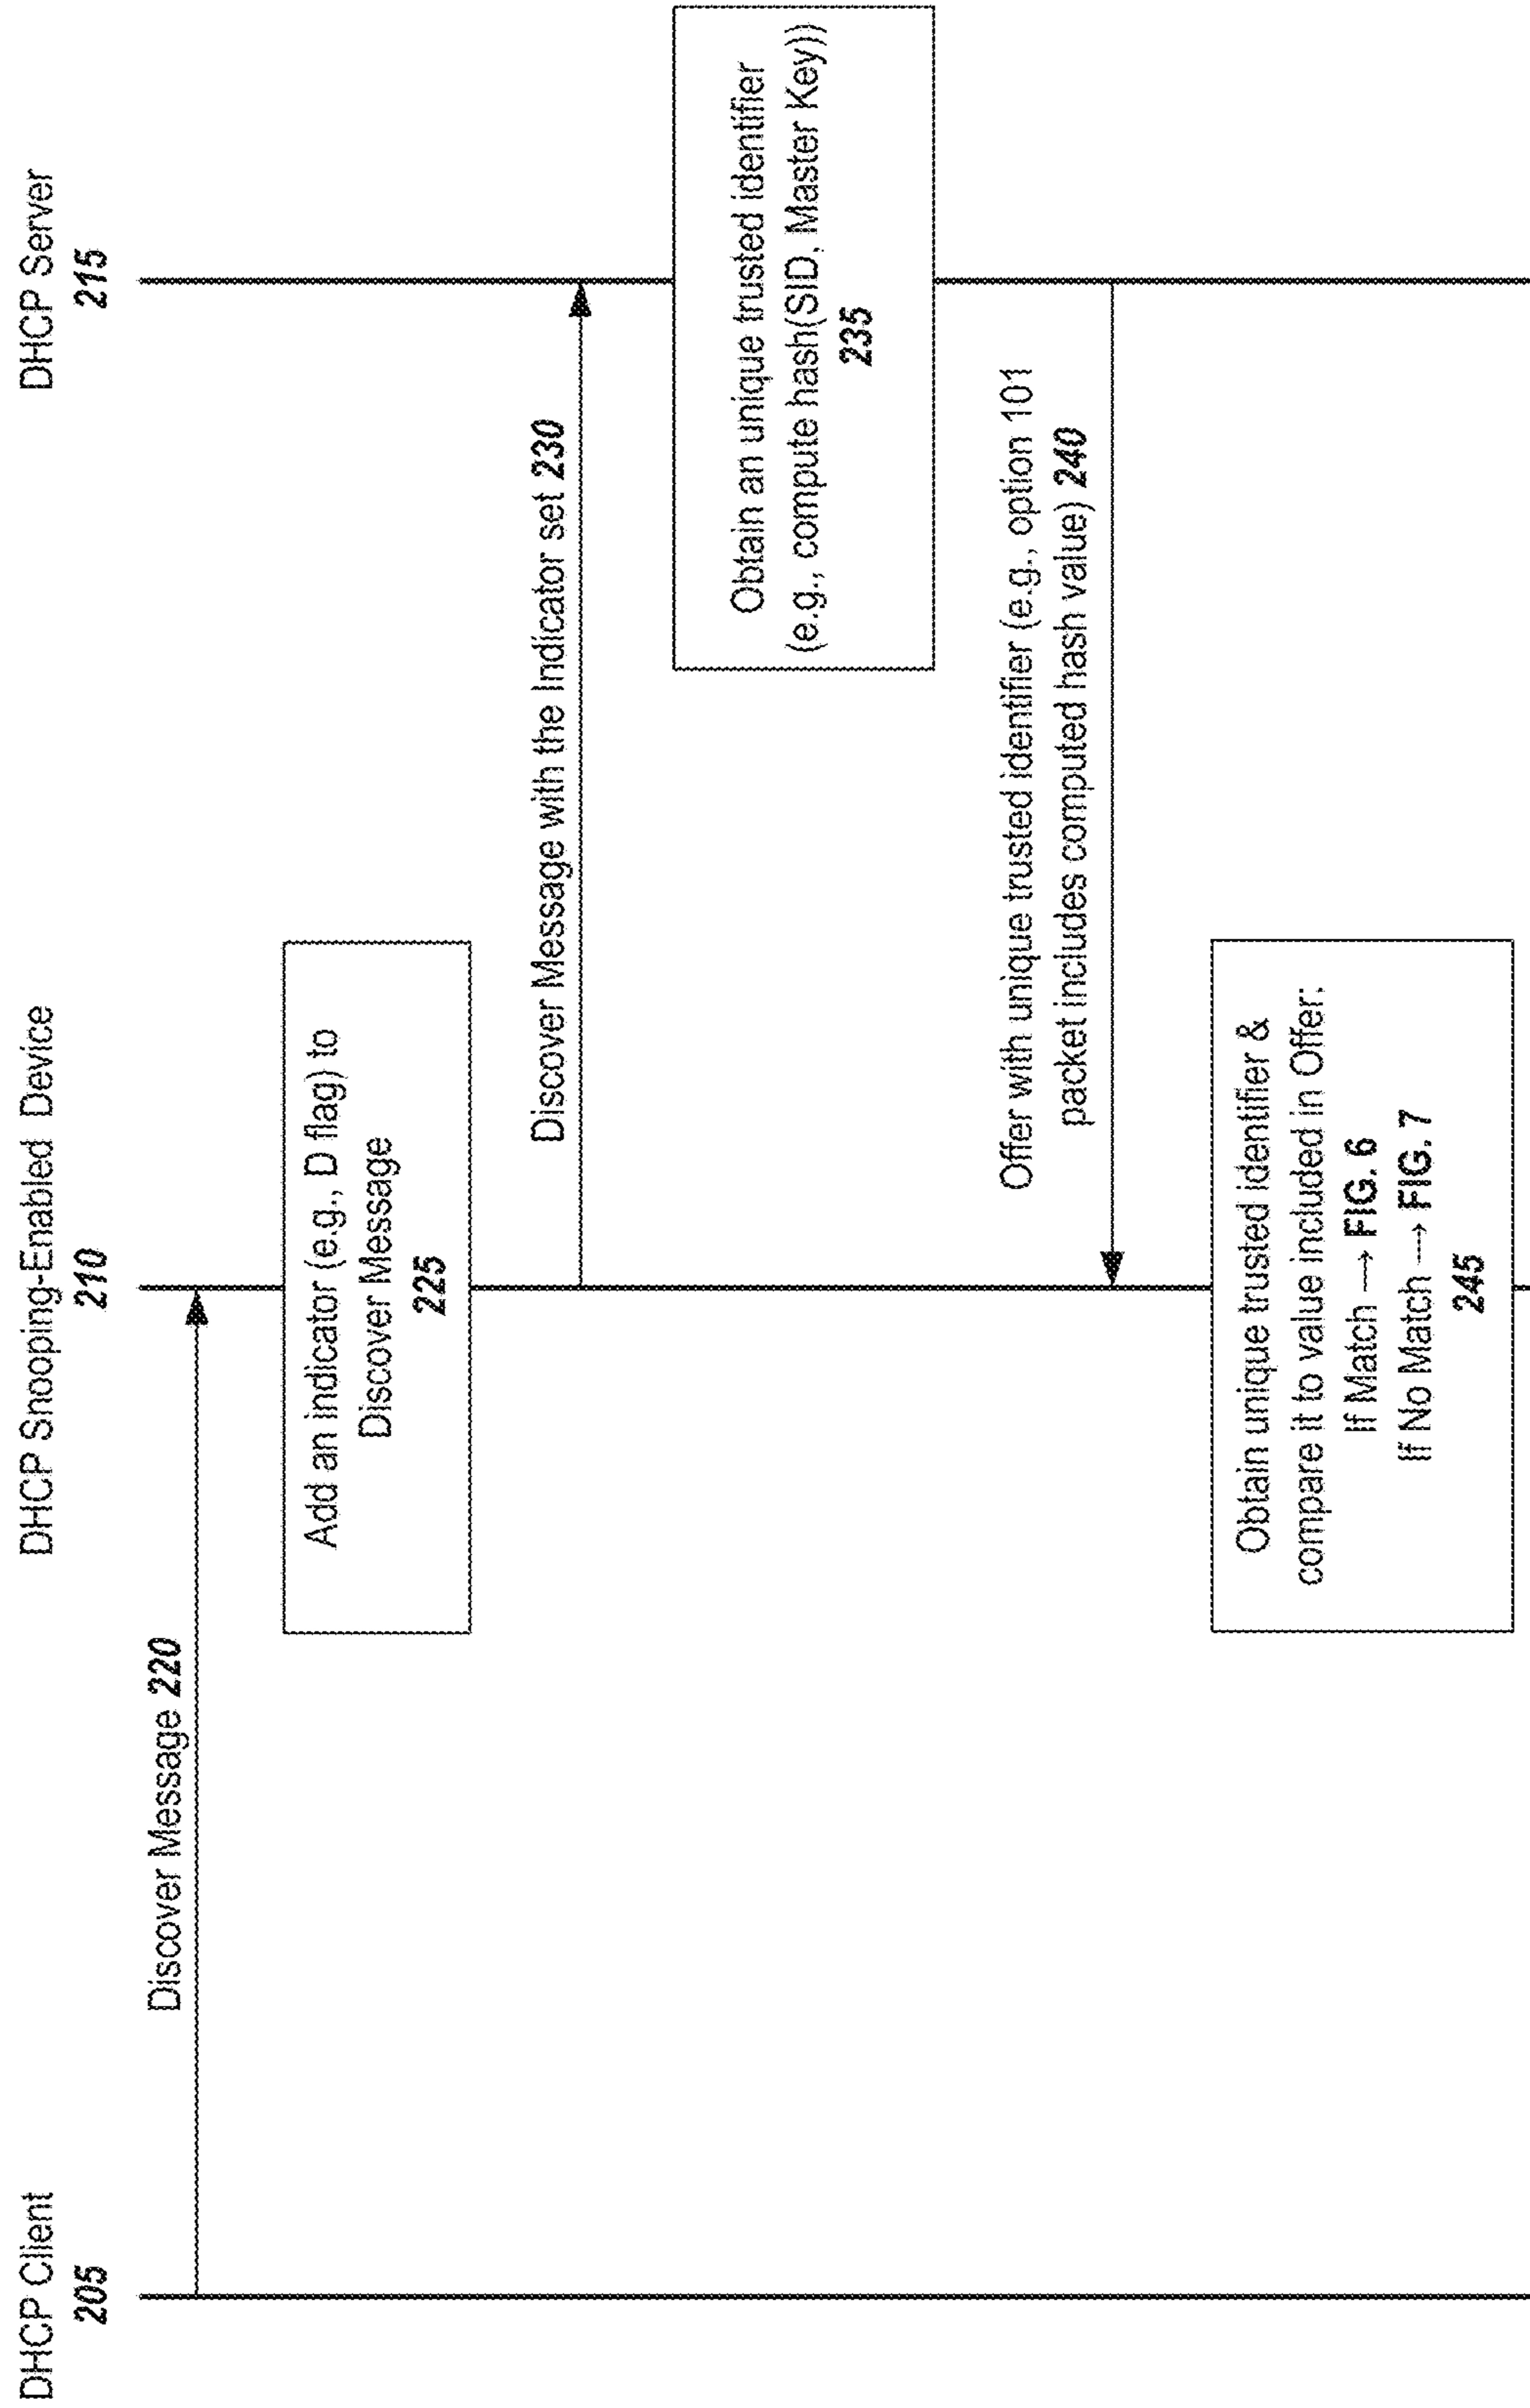 DHCP Client
205
DHCP Snooping-Enabled Device
210
DHCP Server
215
Discover Message 220
Add an indicator (e.g., D flag) to
Discover Message
225
Discover Message with the Indicator set 230
Obtain an unique trusted identifier
(e.g., compute hash(SID, Master Key))
235
Offer with unique trusted identifier (e.g., option 101
packet includes computed hash value) 240
Obtain unique trusted identifier &
compare it to value included in Offer:
If Match → FIG. 6
If No Match → FIG. 7
245